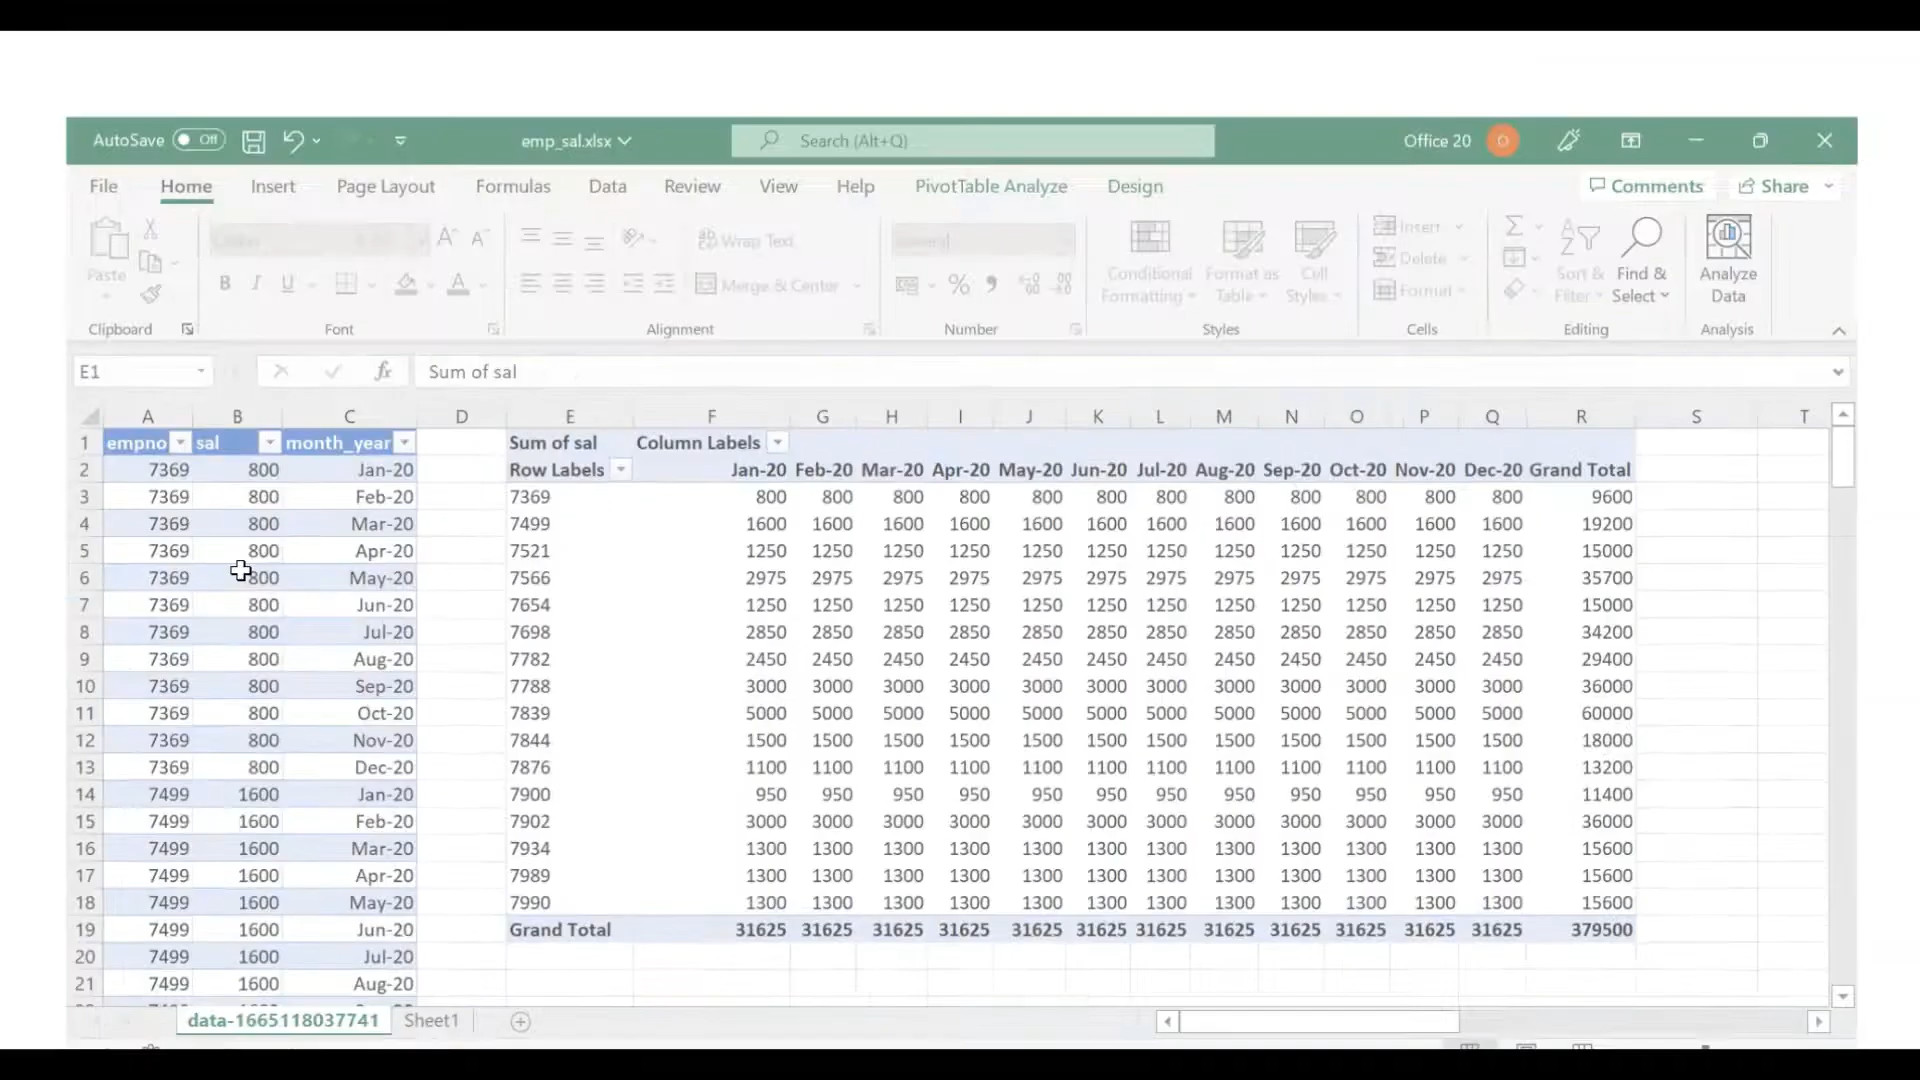 AutoSave Off emp_sal.xlsx Search (Alt+Q) Office 20 O
File Home Insert Page Layout Formulas Data Review View Help PivotTable Analyze Design Comments Share
Paste
Clipboard
B I U A
Font
Wrap Text
Merge & Center
Alignment
General
Number
Conditional Formatting
Format as Table
Cell Styles
Styles
Insert
Delete
Format
Cells
Sort & Filter
Find & Select
Editing
Analyze Data
Analysis
E1 fx Sum of sal
A B C D E F G H I J K L M N O P Q R S T
1 empno sal month_year Sum of sal Column Labels
2 7369 800 Jan-20 Row Labels Jan-20 Feb-20 Mar-20 Apr-20 May-20 Jun-20 Jul-20 Aug-20 Sep-20 Oct-20 Nov-20 Dec-20 Grand Total
3 7369 800 Feb-20 7369 800 800 800 800 800 800 800 800 800 800 800 800 9600
4 7369 800 Mar-20 7499 1600 1600 1600 1600 1600 1600 1600 1600 1600 1600 1600 1600 19200
5 7369 800 Apr-20 7521 1250 1250 1250 1250 1250 1250 1250 1250 1250 1250 1250 1250 15000
6 7369 800 May-20 7566 2975 2975 2975 2975 2975 2975 2975 2975 2975 2975 2975 2975 35700
7 7369 800 Jun-20 7654 1250 1250 1250 1250 1250 1250 1250 1250 1250 1250 1250 1250 15000
8 7369 800 Jul-20 7698 2850 2850 2850 2850 2850 2850 2850 2850 2850 2850 2850 2850 34200
9 7369 800 Aug-20 7782 2450 2450 2450 2450 2450 2450 2450 2450 2450 2450 2450 2450 29400
10 7369 800 Sep-20 7788 3000 3000 3000 3000 3000 3000 3000 3000 3000 3000 3000 3000 36000
11 7369 800 Oct-20 7839 5000 5000 5000 5000 5000 5000 5000 5000 5000 5000 5000 5000 60000
12 7369 800 Nov-20 7844 1500 1500 1500 1500 1500 1500 1500 1500 1500 1500 1500 1500 18000
13 7369 800 Dec-20 7876 1100 1100 1100 1100 1100 1100 1100 1100 1100 1100 1100 1100 13200
14 7499 1600 Jan-20 7900 950 950 950 950 950 950 950 950 950 950 950 950 11400
15 7499 1600 Feb-20 7902 3000 3000 3000 3000 3000 3000 3000 3000 3000 3000 3000 3000 36000
16 7499 1600 Mar-20 7934 1300 1300 1300 1300 1300 1300 1300 1300 1300 1300 1300 1300 15600
17 7499 1600 Apr-20 7989 1300 1300 1300 1300 1300 1300 1300 1300 1300 1300 1300 1300 15600
18 7499 1600 May-20 7990 1300 1300 1300 1300 1300 1300 1300 1300 1300 1300 1300 1300 15600
19 7499 1600 Jun-20 Grand Total 31625 31625 31625 31625 31625 31625 31625 31625 31625 31625 31625 31625 379500
20 7499 1600 Jul-20
21 7499 1600 Aug-20
data-1665118037741 Sheet1